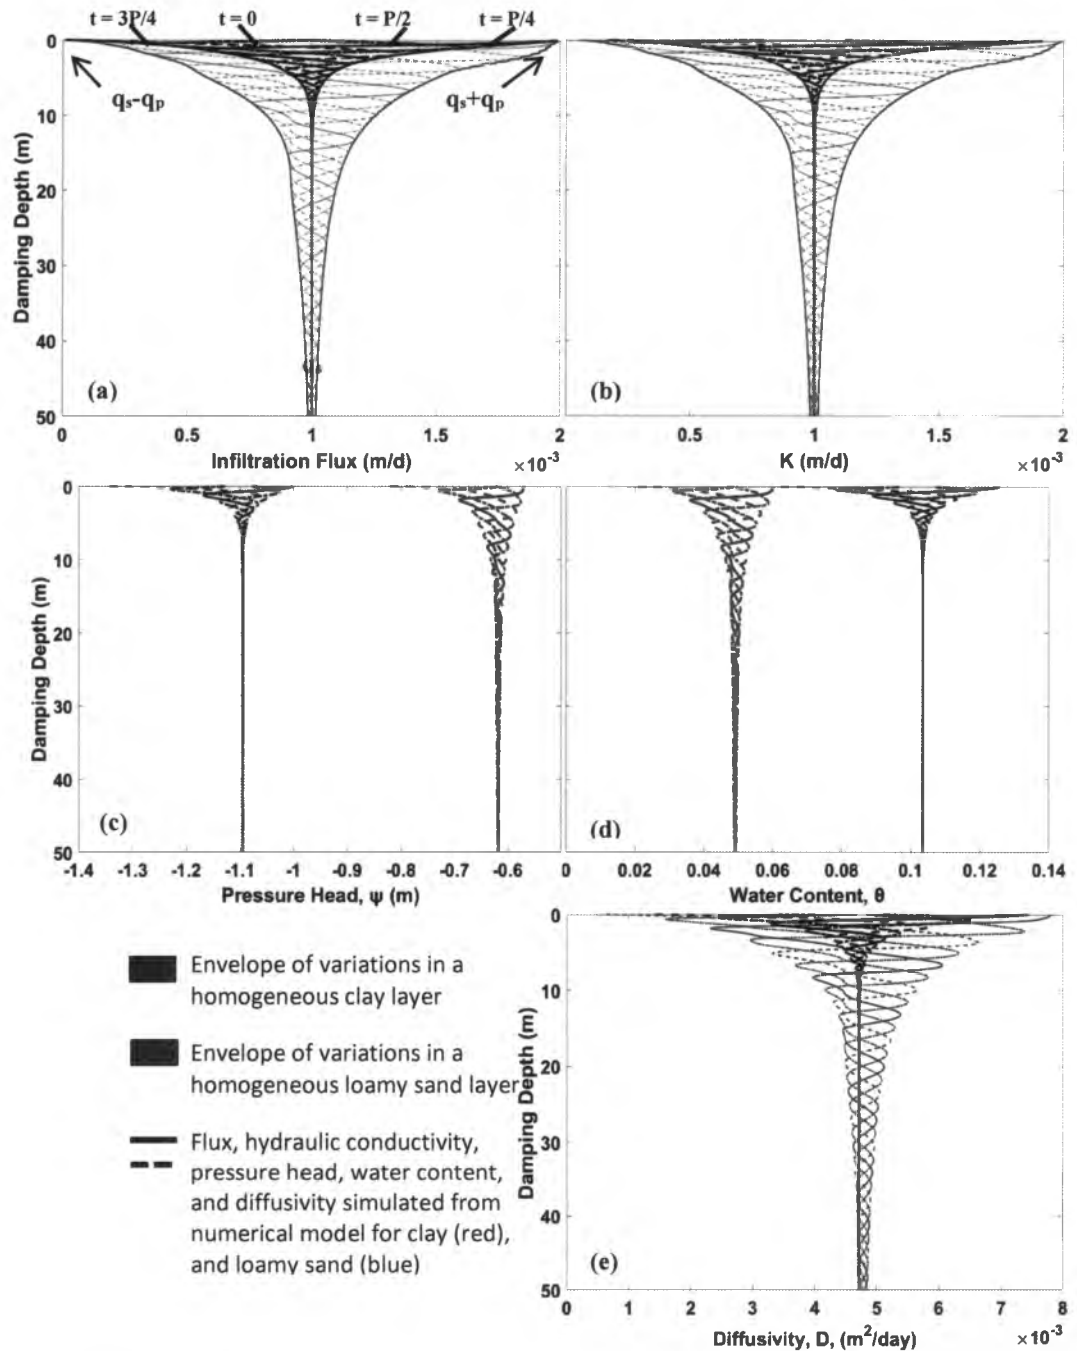 t = 3P/4 t = 0 t = P/2 t = P/4
0
10
20
30
40
50
Damping Depth (m)
qs-qp
qs+qp
(a)
0 0.5 1 1.5 2
Infiltration Flux (m/d) ×10-3
(b)
0 0.5 1 1.5 2
K (m/d) ×10-3
0
10
20
30
40
50
Damping Depth (m)
(c)
-1.4 -1.3 -1.2 -1.1 -1 -0.9 -0.8 -0.7 -0.6
Pressure Head, ψ (m)
(d)
0 0.02 0.04 0.06 0.08 0.1 0.12 0.14
Water Content, θ
Envelope of variations in a
homogeneous clay layer
Envelope of variations in a
homogeneous loamy sand layer
Flux, hydraulic conductivity,
pressure head, water content,
and diffusivity simulated from
numerical model for clay (red),
and loamy sand (blue)
0
10
20
30
40
50
Damping Depth (m)
(e)
0 1 2 3 4 5 6 7 8
Diffusivity, D, (m2/day) ×10-3